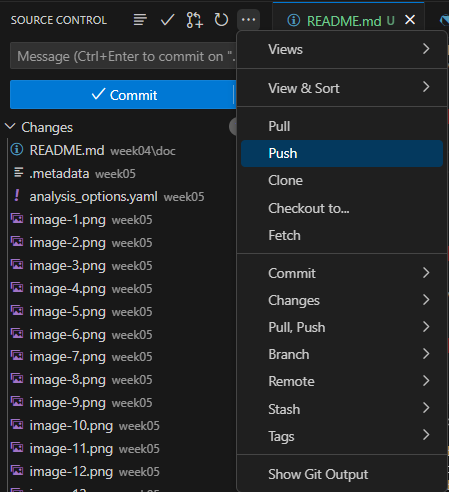 SOURCE CONTROL
README.md U
Message (Ctrl+Enter to commit on "...
Commit
Changes
README.md week04\doc
.metadata week05
analysis_options.yaml week05
image-1.png week05
image-2.png week05
image-3.png week05
image-4.png week05
image-5.png week05
image-6.png week05
image-7.png week05
image-8.png week05
image-9.png week05
image-10.png week05
image-11.png week05
image-12.png week05
Views
View & Sort
Pull
Push
Clone
Checkout to...
Fetch
Commit
Changes
Pull, Push
Branch
Remote
Stash
Tags
Show Git Output